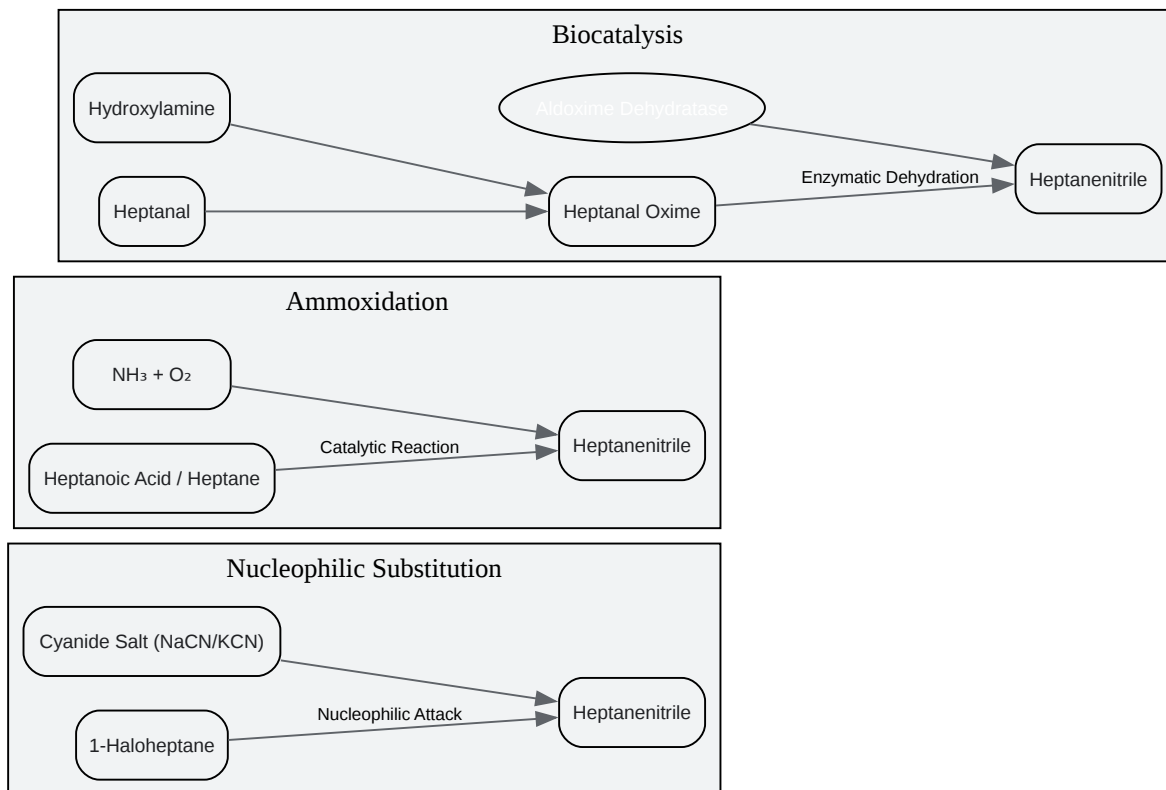 Biocatalysis
Hydroxylamine
Aldoxime Dehydratase
Enzymatic Dehydration
Heptanenitrile
Heptanal
Heptanal Oxime
Ammoxidation
NH₃ + O₂
Catalytic Reaction
Heptanenitrile
Heptanoic Acid / Heptane
Nucleophilic Substitution
Cyanide Salt (NaCN/KCN)
Nucleophilic Attack
Heptanenitrile
1-Haloheptane